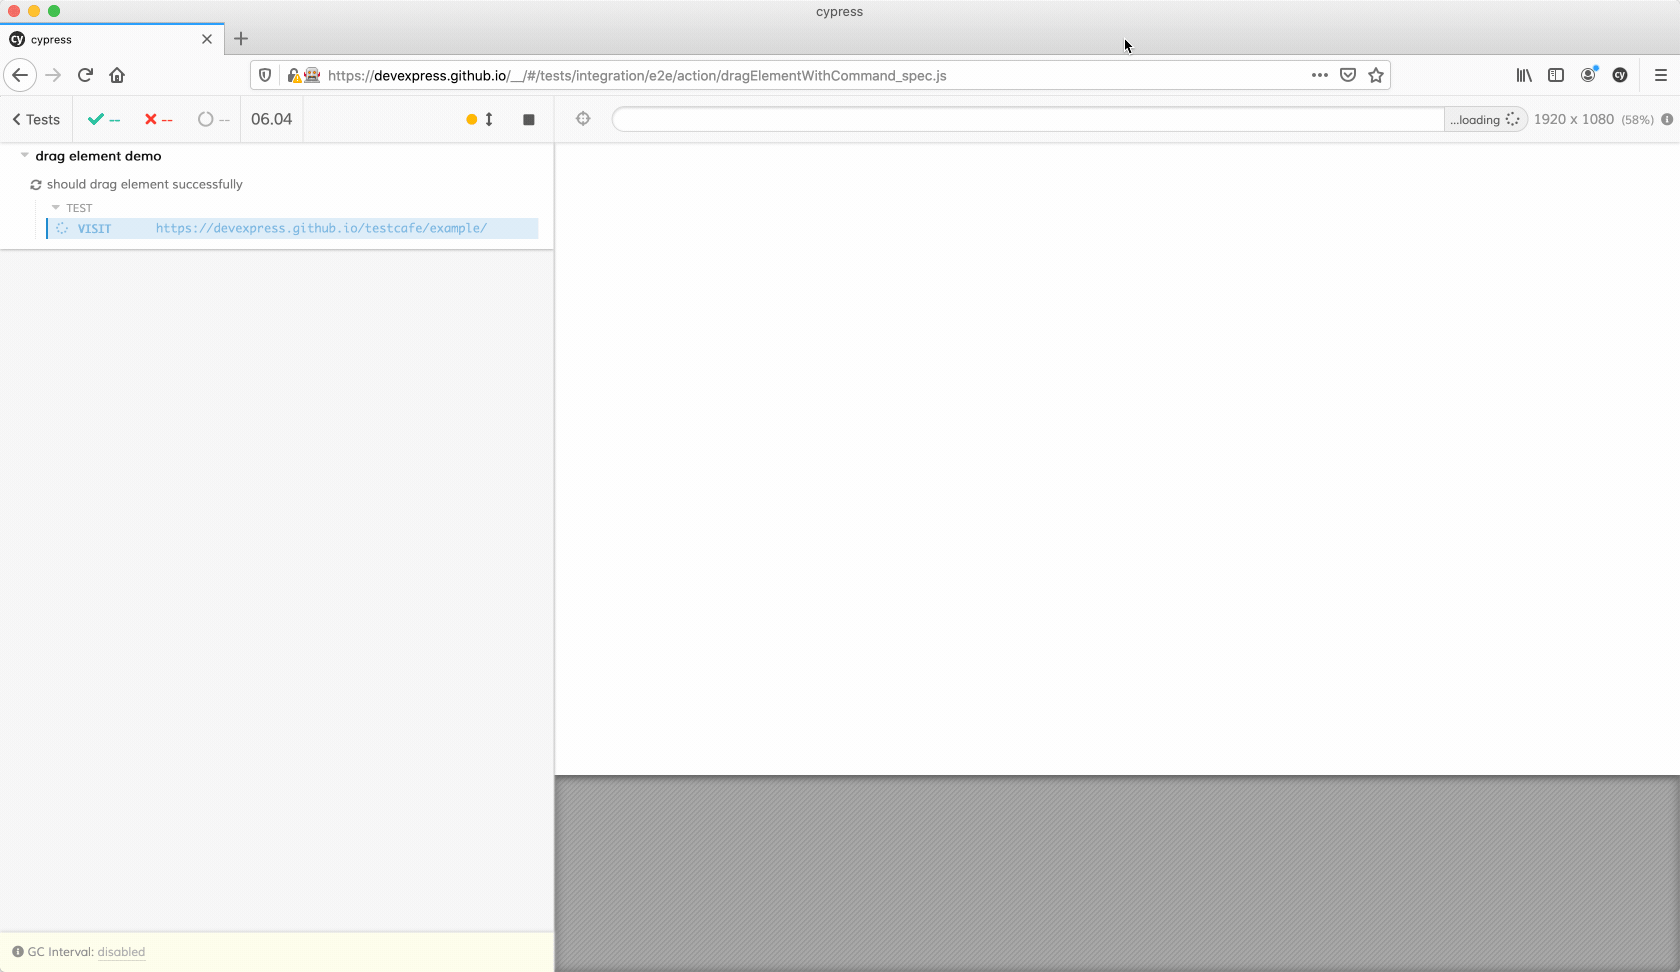 cypress
cypress
https://devexpress.github.io/__/#/tests/integration/e2e/action/dragElementWithCommand_spec.js
Tests -- -- -- 06.04 ...loading 1920 x 1080 (58%)
drag element demo
should drag element successfully
TEST
VISIT https://devexpress.github.io/testcafe/example/
GC Interval: disabled